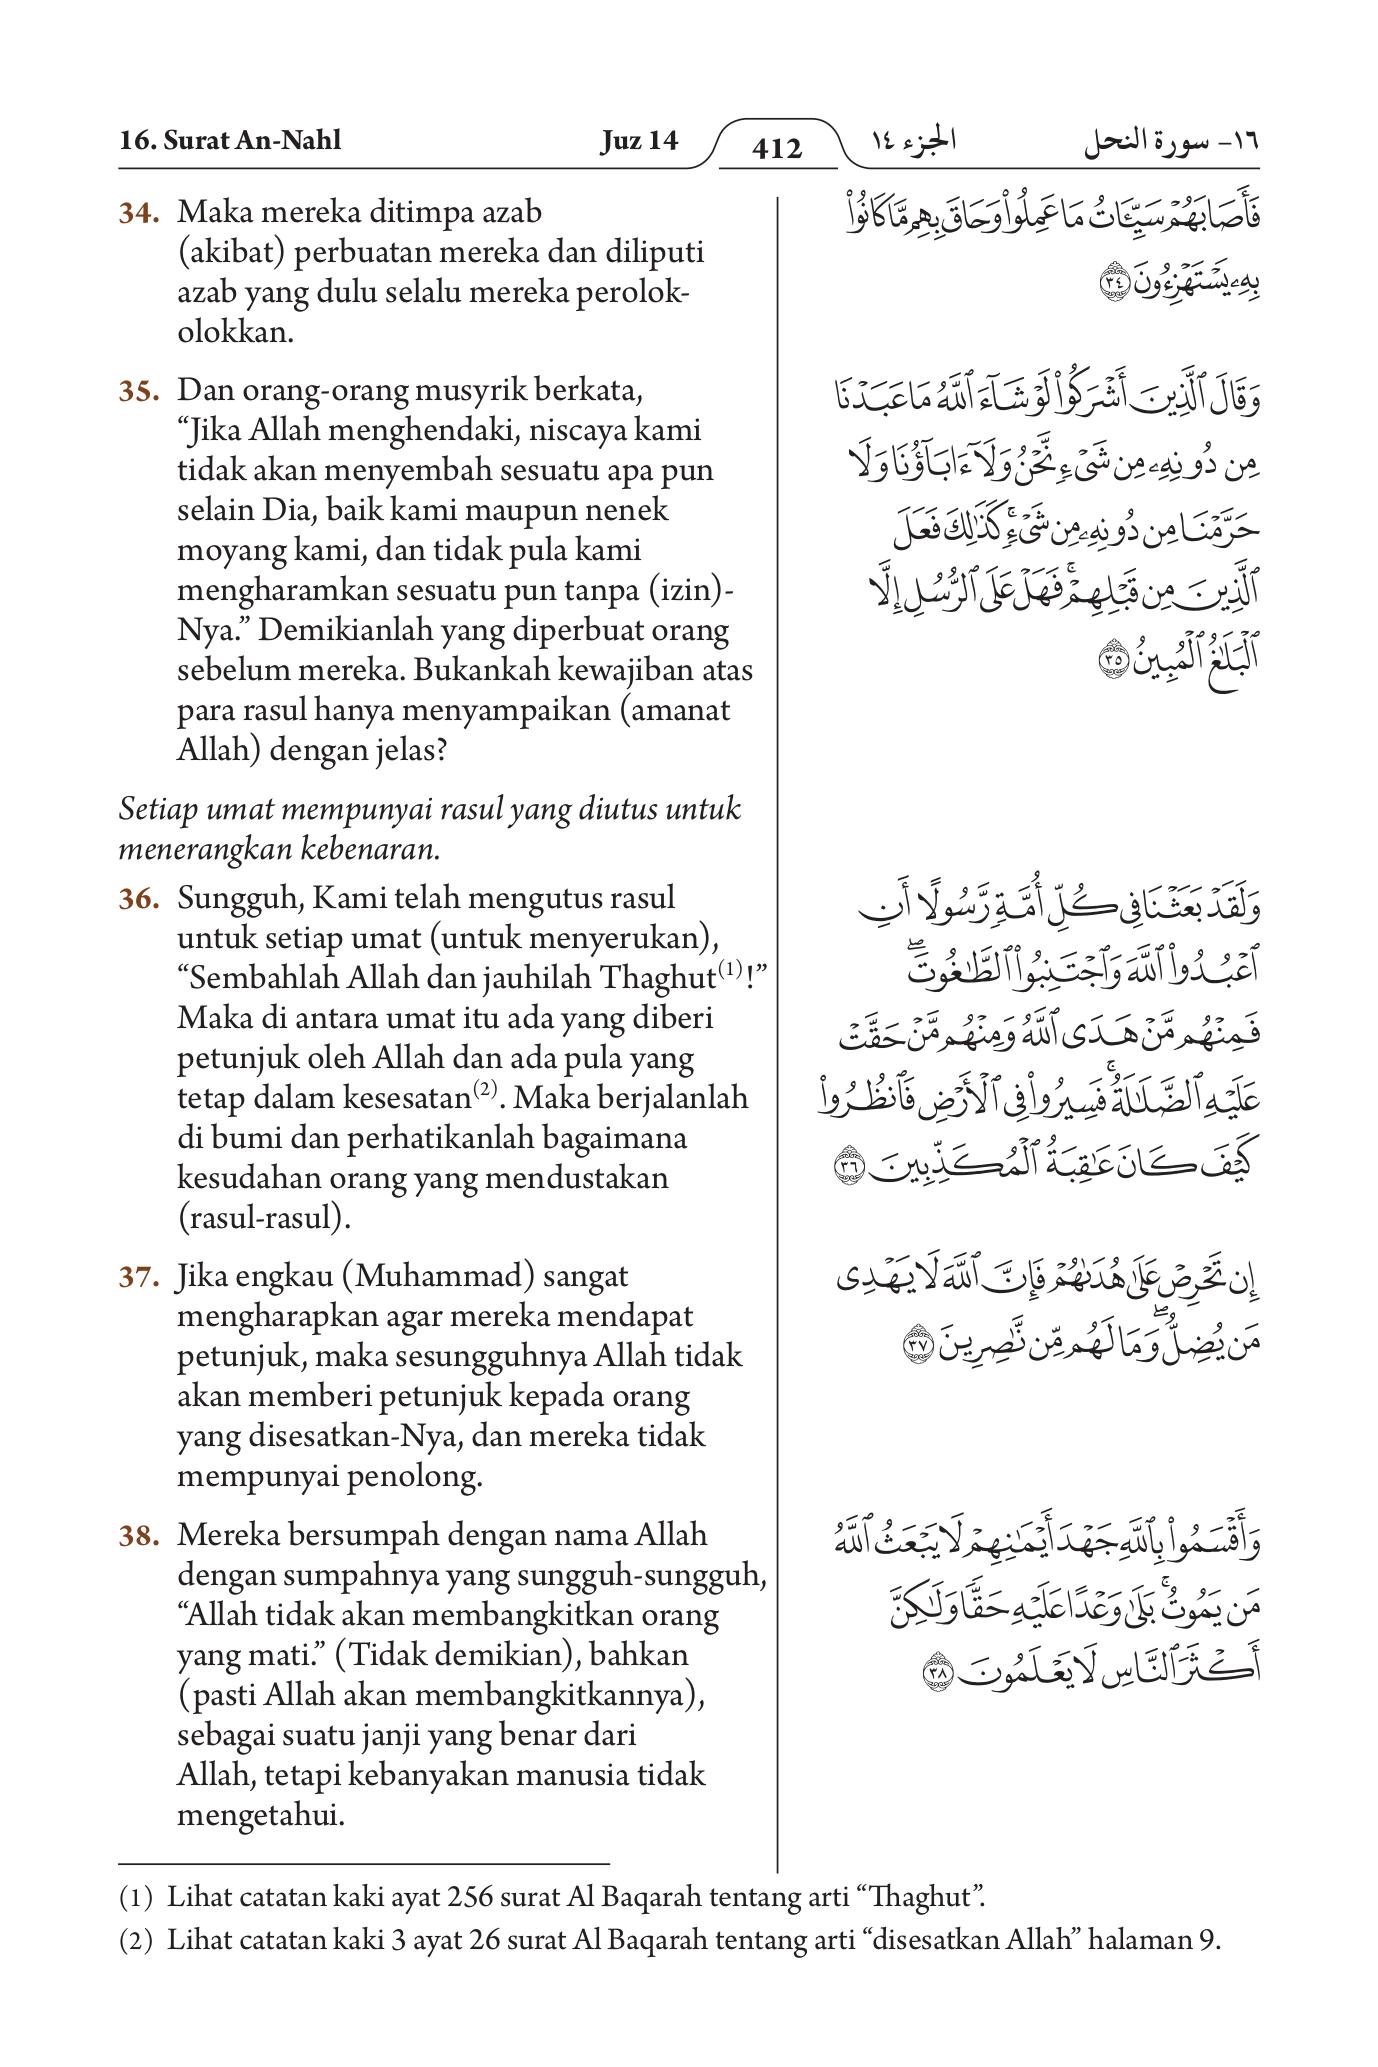 16. Surat An-Nahl Juz 14 412 الجزء ١٤ ١٦- سورة النحل
34. Maka mereka ditimpa azab
(akibat) perbuatan mereka dan diliputi
azab yang dulu selalu mereka perolok-
olokkan.
35. Dan orang-orang musyrik berkata,
“Jika Allah menghendaki, niscaya kami
tidak akan menyembah sesuatu apa pun
selain Dia, baik kami maupun nenek
moyang kami, dan tidak pula kami
mengharamkan sesuatu pun tanpa (izin)-
Nya.” Demikianlah yang diperbuat orang
sebelum mereka. Bukankah kewajiban atas
para rasul hanya menyampaikan (amanat
Allah) dengan jelas?
Setiap umat mempunyai rasul yang diutus untuk
menerangkan kebenaran.
36. Sungguh, Kami telah mengutus rasul
untuk setiap umat (untuk menyerukan),
“Sembahlah Allah dan jauhilah Thaghut(1)!”
Maka di antara umat itu ada yang diberi
petunjuk oleh Allah dan ada pula yang
tetap dalam kesesatan(2). Maka berjalanlah
di bumi dan perhatikanlah bagaimana
kesudahan orang yang mendustakan
(rasul-rasul).
37. Jika engkau (Muhammad) sangat
mengharapkan agar mereka mendapat
petunjuk, maka sesungguhnya Allah tidak
akan memberi petunjuk kepada orang
yang disesatkan-Nya, dan mereka tidak
mempunyai penolong.
38. Mereka bersumpah dengan nama Allah
dengan sumpahnya yang sungguh-sungguh,
“Allah tidak akan membangkitkan orang
yang mati.” (Tidak demikian), bahkan
(pasti Allah akan membangkitkannya),
sebagai suatu janji yang benar dari
Allah, tetapi kebanyakan manusia tidak
mengetahui.
فَأَصَابَهُمْ سَيِّـَٔاتُ مَا عَمِلُوا۟ وَحَاقَ بِهِم مَّا كَانُوا۟
بِهِۦ يَسْتَهْزِءُونَ ٣٤
وَقَالَ ٱلَّذِينَ أَشْرَكُوا۟ لَوْ شَآءَ ٱللَّهُ مَا عَبَدْنَا
مِن دُونِهِۦ مِن شَىْءٍ نَّحْنُ وَلَآ ءَابَآؤُنَا وَلَا
حَرَّمْنَا مِن دُونِهِۦ مِن شَىْءٍ ۚ كَذَٰلِكَ فَعَلَ
ٱلَّذِينَ مِن قَبْلِهِمْ ۚ فَهَلْ عَلَى ٱلرُّسُلِ إِلَّا
ٱلْبَلَٰغُ ٱلْمُبِينُ ٣٥
وَلَقَدْ بَعَثْنَا فِى كُلِّ أُمَّةٍ رَّسُولًا أَنِ
ٱعْبُدُوا۟ ٱللَّهَ وَٱجْتَنِبُوا۟ ٱلطَّٰغُوتَ ۖ
فَمِنْهُم مَّنْ هَدَى ٱللَّهُ وَمِنْهُم مَّنْ حَقَّتْ
عَلَيْهِ ٱلضَّلَٰلَةُ ۚ فَسِيرُوا۟ فِى ٱلْأَرْضِ فَٱنظُرُوا۟
كَيْفَ كَانَ عَٰقِبَةُ ٱلْمُكَذِّبِينَ ٣٦
إِن تَحْرِصْ عَلَىٰ هُدَىٰهُمْ فَإِنَّ ٱللَّهَ لَا يَهْدِى
مَن يُضِلُّ ۖ وَمَا لَهُم مِّن نَّٰصِرِينَ ٣٧
وَأَقْسَمُوا۟ بِٱللَّهِ جَهْدَ أَيْمَٰنِهِمْ لَا يَبْعَثُ ٱللَّهُ
مَن يَمُوتُ ۚ بَلَىٰ وَعْدًا عَلَيْهِ حَقًّا وَلَٰكِنَّ
أَكْثَرَ ٱلنَّاسِ لَا يَعْلَمُونَ ٣٨
(1) Lihat catatan kaki ayat 256 surat Al Baqarah tentang arti “Thaghut”.
(2) Lihat catatan kaki 3 ayat 26 surat Al Baqarah tentang arti “disesatkan Allah” halaman 9.